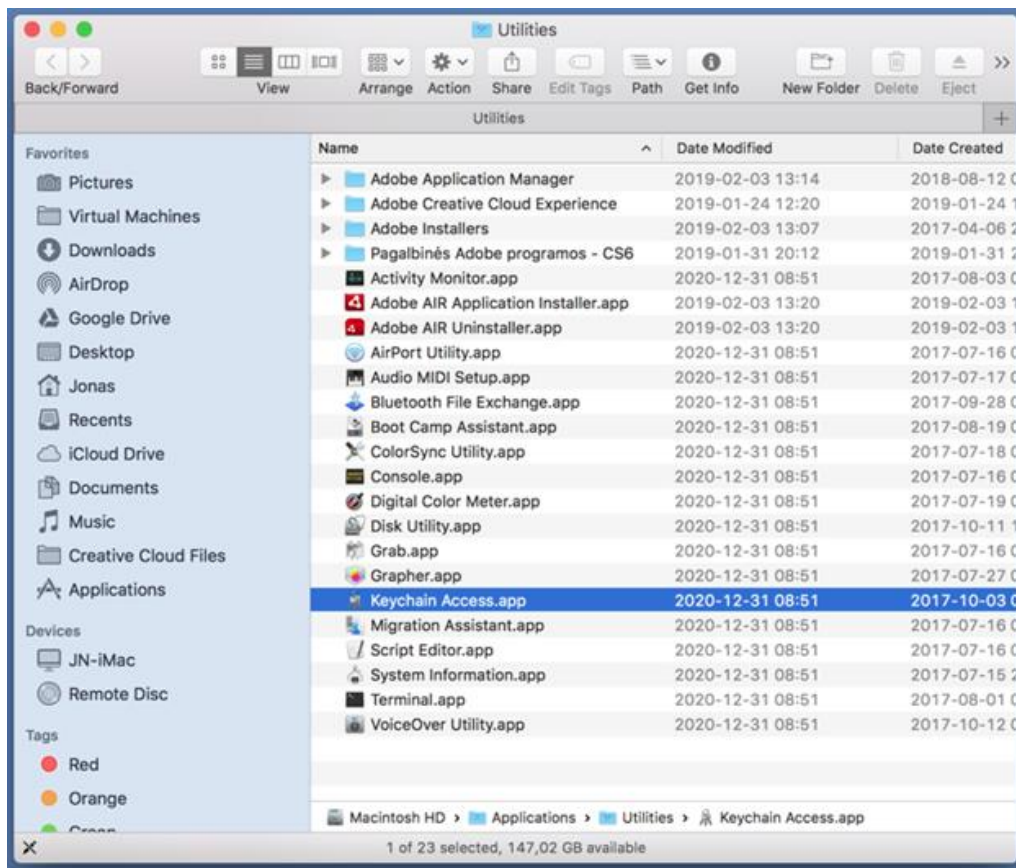 Utilities
Back/Forward View Arrange Action Share Edit Tags Path Get Info New Folder Delete Eject
Utilities
Favorites
Pictures
Virtual Machines
Downloads
AirDrop
Google Drive
Desktop
Jonas
Recents
iCloud Drive
Documents
Music
Creative Cloud Files
Applications
Devices
JN-iMac
Remote Disc
Tags
Red
Orange
Green
Name Date Modified Date Created
Adobe Application Manager 2019-02-03 13:14 2018-08-12
Adobe Creative Cloud Experience 2019-01-24 12:20 2019-01-24
Adobe Installers 2019-02-03 13:07 2017-04-06
Pagalbinės Adobe programos - CS6 2019-01-31 20:12 2019-01-31
Activity Monitor.app 2020-12-31 08:51 2017-08-03
Adobe AIR Application Installer.app 2019-02-03 13:20 2019-02-03
Adobe AIR Uninstaller.app 2019-02-03 13:20 2019-02-03
AirPort Utility.app 2020-12-31 08:51 2017-07-16
Audio MIDI Setup.app 2020-12-31 08:51 2017-07-17
Bluetooth File Exchange.app 2020-12-31 08:51 2017-09-28
Boot Camp Assistant.app 2020-12-31 08:51 2017-08-19
ColorSync Utility.app 2020-12-31 08:51 2017-07-18
Console.app 2020-12-31 08:51 2017-07-16
Digital Color Meter.app 2020-12-31 08:51 2017-07-19
Disk Utility.app 2020-12-31 08:51 2017-10-11
Grab.app 2020-12-31 08:51 2017-07-16
Grapher.app 2020-12-31 08:51 2017-07-27
Keychain Access.app 2020-12-31 08:51 2017-10-03
Migration Assistant.app 2020-12-31 08:51 2017-07-16
Script Editor.app 2020-12-31 08:51 2017-07-16
System Information.app 2020-12-31 08:51 2017-07-15
Terminal.app 2020-12-31 08:51 2017-08-01
VoiceOver Utility.app 2020-12-31 08:51 2017-10-12
Macintosh HD › Applications › Utilities › Keychain Access.app
1 of 23 selected, 147,02 GB available